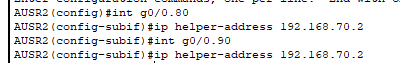 AUSR2(config)#int g0/0.80
AUSR2(config-subif)#ip helper-address 192.168.70.2
AUSR2(config-subif)#int g0/0.90
AUSR2(config-subif)#ip helper-address 192.168.70.2